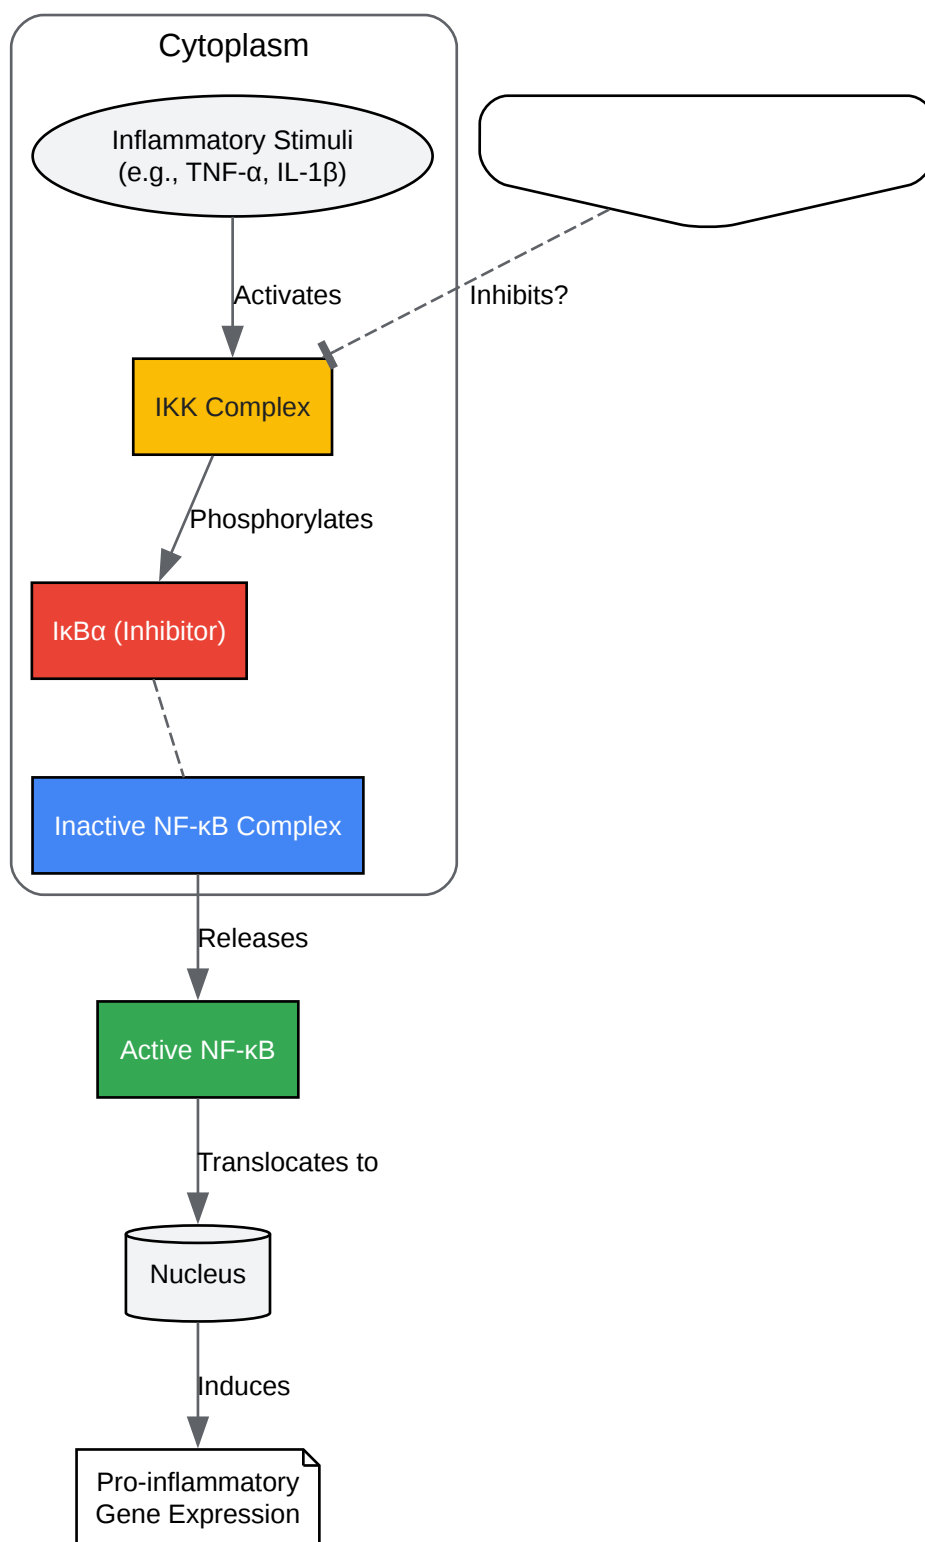 Cytoplasm
Inflammatory Stimuli
(e.g., TNF-α, IL-1β)
Activates
Inhibits?
IKK Complex
Phosphorylates
IκBα (Inhibitor)
Inactive NF-κB Complex
Releases
Active NF-κB
Translocates to
Nucleus
Induces
Pro-inflammatory
Gene Expression